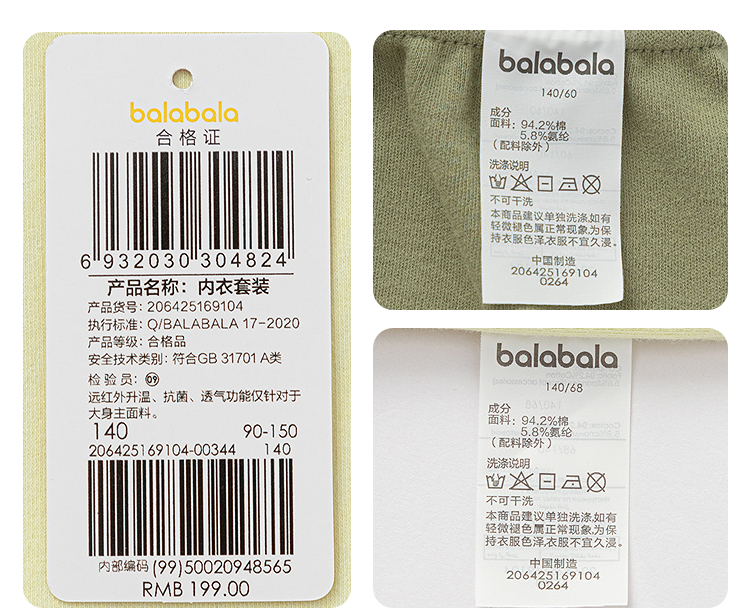 balabala
合格证
6 932030 304824
产品名称：内衣套装
产品货号：206425169104
执行标准：Q/BALABALA 17-2020
产品等级：合格品
安全技术类别：符合GB 31701 A类
检验员：09
远红外升温、抗菌、透气功能仅针对于
大身主面料。
140 90-150
206425169104-00344 140
内部编码 (99)50020948565
RMB 199.00
balabala
140/60
成分
面料：94.2%棉
5.8%氨纶
（配料除外）
洗涤说明
不可干洗
本商品建议单独洗涤,如有
轻微褪色属正常现象,为保
持衣服色泽,衣服不宜久浸。
中国制造
206425169104
0264
balabala
140/68
成分
面料：94.2%棉
5.8%氨纶
（配料除外）
洗涤说明
不可干洗
本商品建议单独洗涤,如有
轻微褪色属正常现象,为保
持衣服色泽,衣服不宜久浸。
中国制造
206425169104
0264